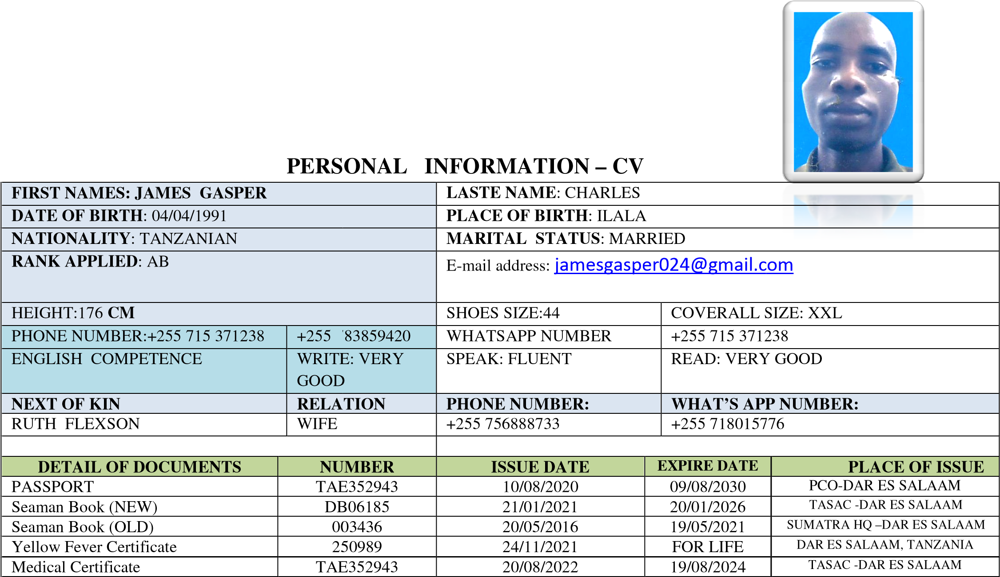 PERSONAL INFORMATION – CV
FIRST NAMES: JAMES GASPER LASTE NAME: CHARLES
DATE OF BIRTH: 04/04/1991 PLACE OF BIRTH: ILALA
NATIONALITY: TANZANIAN MARITAL STATUS: MARRIED
RANK APPLIED: AB E-mail address: jamesgasper024@gmail.com
HEIGHT:176 CM SHOES SIZE:44 COVERALL SIZE: XXL
PHONE NUMBER:+255 715 371238 +255 83859420 WHATSAPP NUMBER +255 715 371238
ENGLISH COMPETENCE WRITE: VERY GOOD SPEAK: FLUENT READ: VERY GOOD
NEXT OF KIN RELATION PHONE NUMBER: WHAT’S APP NUMBER:
RUTH FLEXSON WIFE +255 756888733 +255 718015776
DETAIL OF DOCUMENTS NUMBER ISSUE DATE EXPIRE DATE PLACE OF ISSUE
PASSPORT TAE352943 10/08/2020 09/08/2030 PCO-DAR ES SALAAM
Seaman Book (NEW) DB06185 21/01/2021 20/01/2026 TASAC -DAR ES SALAAM
Seaman Book (OLD) 003436 20/05/2016 19/05/2021 SUMATRA HQ –DAR ES SALAAM
Yellow Fever Certificate 250989 24/11/2021 FOR LIFE DAR ES SALAAM, TANZANIA
Medical Certificate TAE352943 20/08/2022 19/08/2024 TASAC -DAR ES SALAAM